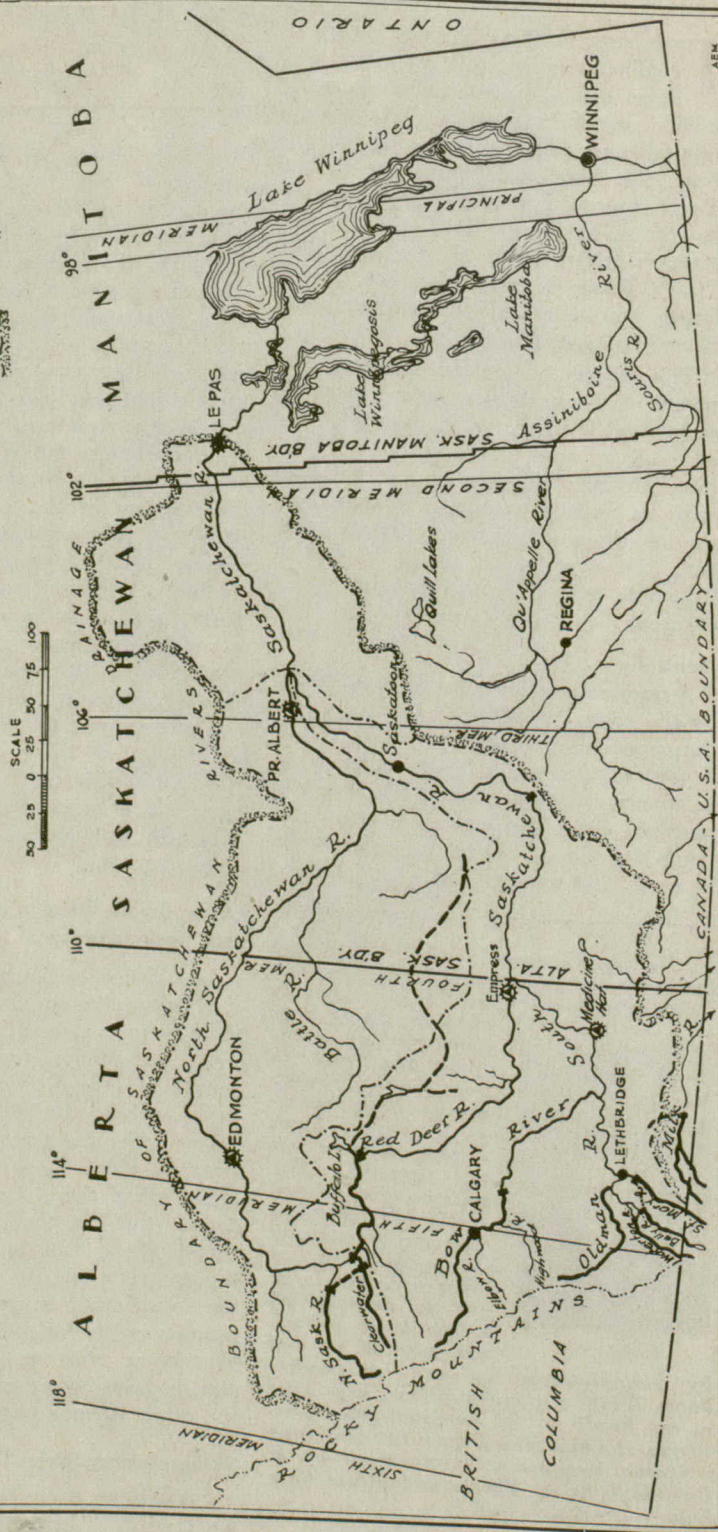 SCALE
50 25 0 25 50 75 100
118°
114°
110°
106°
102°
98°
ALBERTA
SASKATCHEWAN
MANITOBA
ONTARIO
BOUNDARY OF SASKATCHEWAN RIVERS DRAINAGE
SIXTH MERIDIAN
FIFTH MERIDIAN
FOURTH MER.
ALTA. SASK. B'DY.
THIRD MER.
SECOND MERIDIAN
SASK. MANITOBA BDY.
PRINCIPAL MERIDIAN
ROCKY MOUNTAINS
BRITISH
COLUMBIA
North Saskatchewan R.
EDMONTON
Battle R.
Buffalo L.
N. Sask R.
Clearwater
Red Deer R.
Bow River
CALGARY
Elbow R.
Highwood R.
Oldman R.
LETHBRIDGE
Milk R.
Medicine Hat
Empress
South Saskatchewan R.
Saskatoon
PR. ALBERT
Saskatchewan R.
LE PAS
Quill Lakes
Qu'Appelle River
REGINA
Assiniboine River
Souris R.
Lake Winnipegosis
Lake Manitoba
Lake Winnipeg
WINNIPEG
CANADA - U.S.A. BOUNDARY